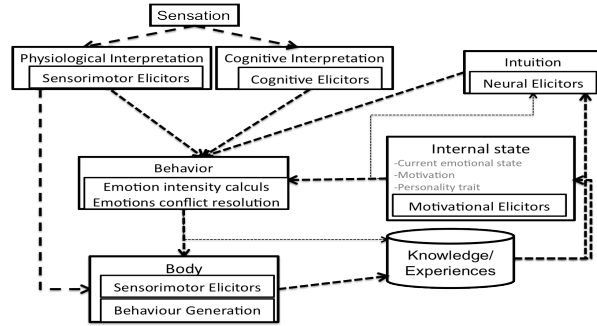 Sensation
Physiological Interpretation
Sensorimotor Elicitors
Cognitive Interpretation
Cognitive Elicitors
Intuition
Neural Elicitors
Internal state
-Current emotional state
-Motivation
-Personality trait
Motivational Elicitors
Behavior
Emotion intensity calculs
Emotions conflict resolution
Knowledge/
Experiences
Body
Sensorimotor Elicitors
Behaviour Generation